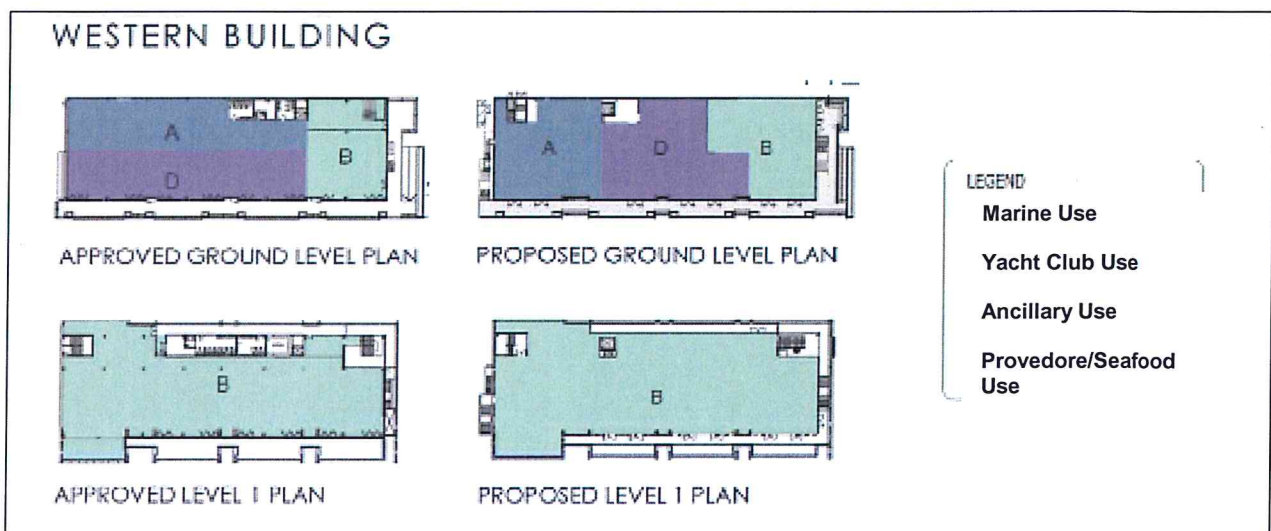 WESTERN BUILDING
A
D
B
APPROVED GROUND LEVEL PLAN
A
D
B
PROPOSED GROUND LEVEL PLAN
B
APPROVED LEVEL 1 PLAN
B
PROPOSED LEVEL 1 PLAN
LEGEND
Marine Use
Yacht Club Use
Ancillary Use
Provedore/Seafood
Use